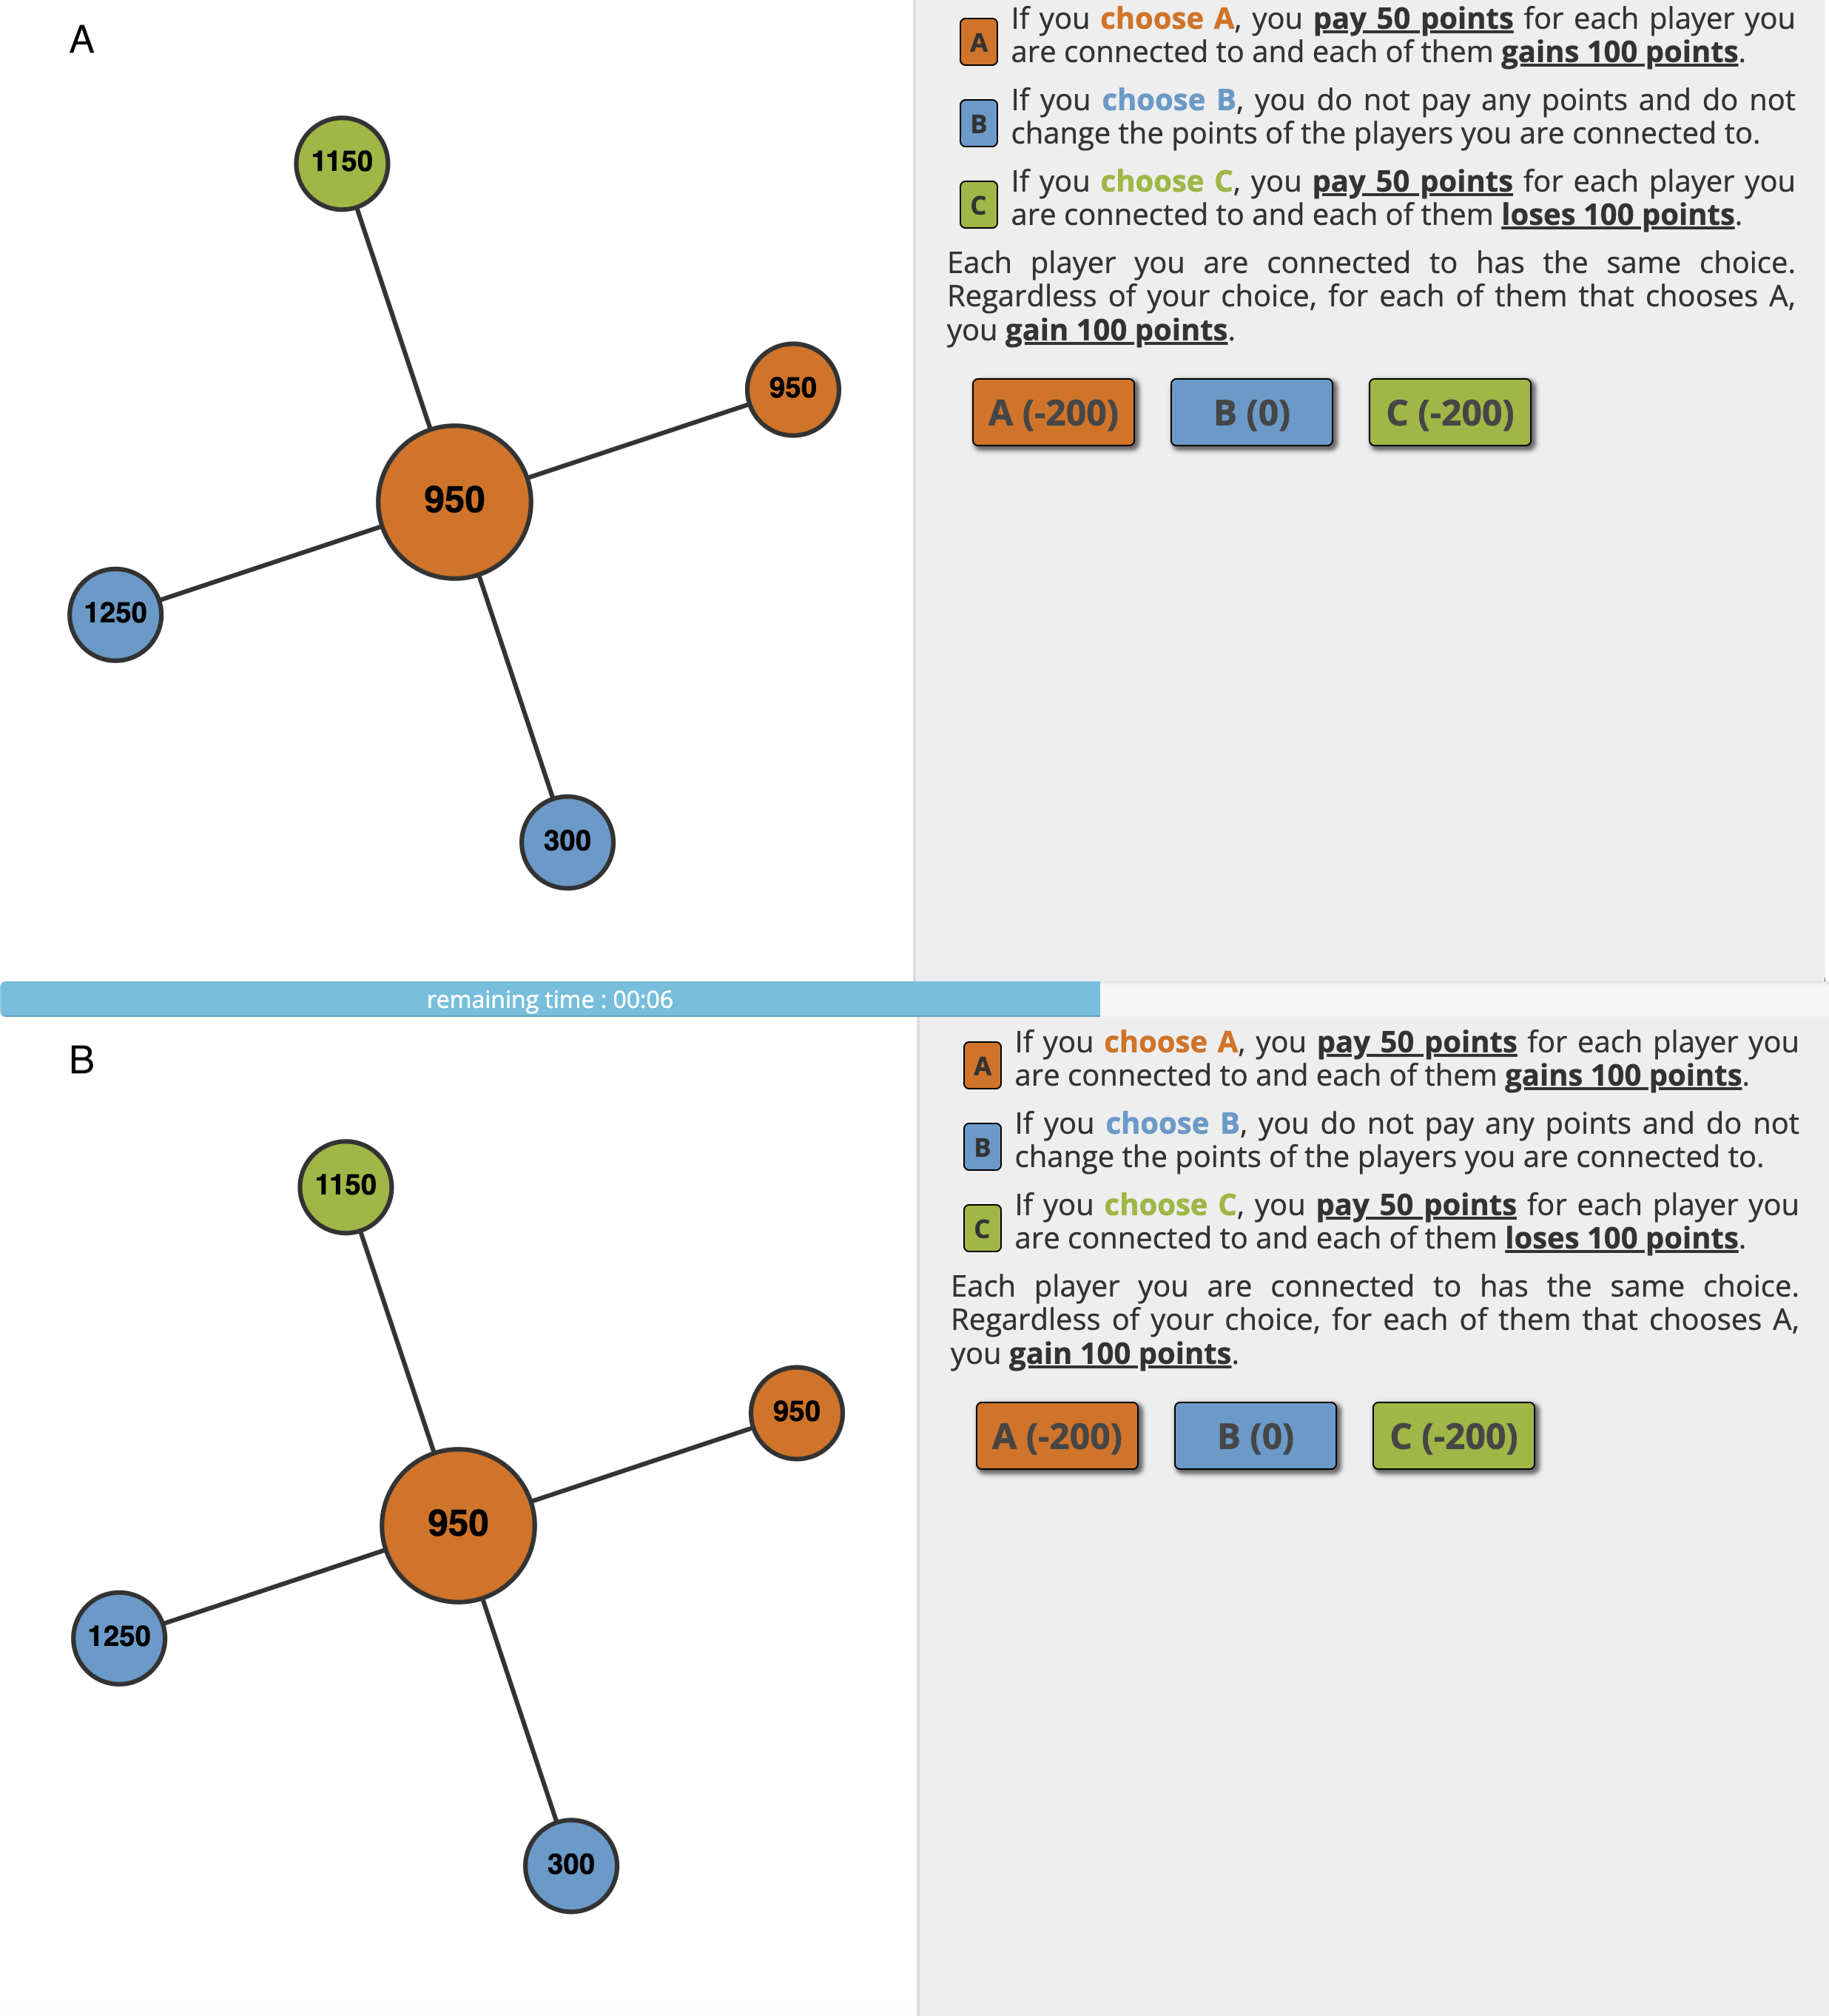 A
1150
950
950
1250
300
A If you choose A, you pay 50 points for each player you
are connected to and each of them gains 100 points.
B If you choose B, you do not pay any points and do not
change the points of the players you are connected to.
C If you choose C, you pay 50 points for each player you
are connected to and each of them loses 100 points.
Each player you are connected to has the same choice.
Regardless of your choice, for each of them that chooses A,
you gain 100 points.
A (-200) B (0) C (-200)
remaining time : 00:06
B
1150
950
950
1250
300
A If you choose A, you pay 50 points for each player you
are connected to and each of them gains 100 points.
B If you choose B, you do not pay any points and do not
change the points of the players you are connected to.
C If you choose C, you pay 50 points for each player you
are connected to and each of them loses 100 points.
Each player you are connected to has the same choice.
Regardless of your choice, for each of them that chooses A,
you gain 100 points.
A (-200) B (0) C (-200)